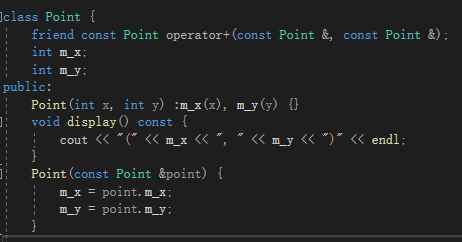 class Point {
    friend const Point operator+(const Point &, const Point &);
    int m_x;
    int m_y;
public:
    Point(int x, int y) :m_x(x), m_y(y) {}
    void display() const {
        cout << "(" << m_x << ", " << m_y << ")" << endl;
    }
    Point(const Point &point) {
        m_x = point.m_x;
        m_y = point.m_y;
    }